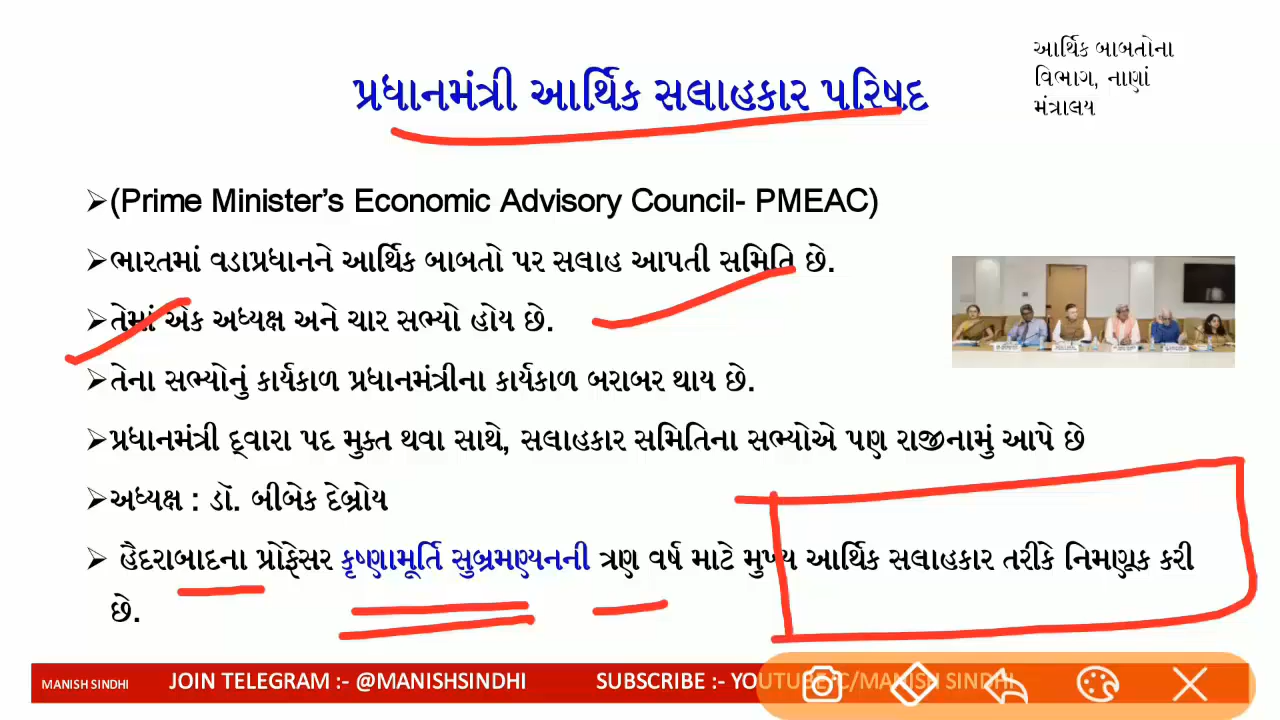 આર્થિક બાબતોના
વિભાગ, નાણાં
મંત્રાલય
પ્રધાનમંત્રી આર્થિક સલાહકાર પરિષદ
➢(Prime Minister’s Economic Advisory Council- PMEAC)
➢ભારતમાં વડાપ્રધાનને આર્થિક બાબતો પર સલાહ આપતી સમિતિ છે.
➢તેમાં એક અધ્યક્ષ અને ચાર સભ્યો હોય છે.
➢તેના સભ્યોનું કાર્યકાળ પ્રધાનમંત્રીના કાર્યકાળ બરાબર થાય છે.
➢પ્રધાનમંત્રી દ્વારા પદ મુક્ત થવા સાથે, સલાહકાર સમિતિના સભ્યોએ પણ રાજીનામું આપે છે
➢અધ્યક્ષ : ડૉ. બીબેક દેબ્રોય
➢ હૈદરાબાદના પ્રોફેસર કૃષ્ણામૂર્તિ સુબ્રમણ્યનની ત્રણ વર્ષ માટે મુખ્ય આર્થિક સલાહકાર તરીકે નિમણૂક કરી
છે.
MANISH SINDHI JOIN TELEGRAM :- @MANISHSINDHI SUBSCRIBE :- YOUTUBE/C/MANISH SINDHI